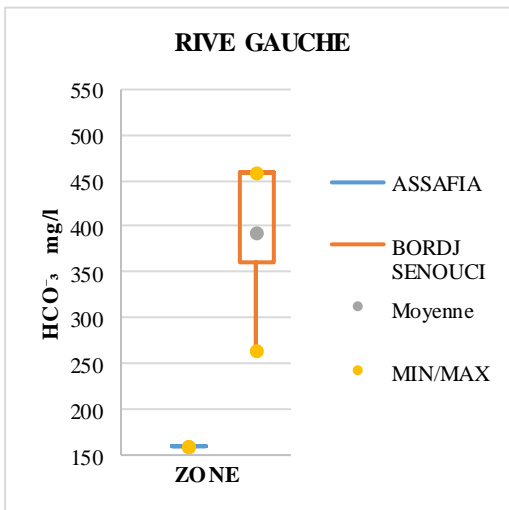 RIVE GAUCHE
HCO⁻₃ mg/l
550
500
450
400
350
300
250
200
150
ZONE
ASSAFIA
BORDJ
SENOUCI
Moyenne
MIN/MAX